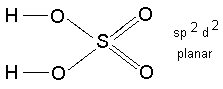 H O O
S
H O O
sp 2 d 2
planar